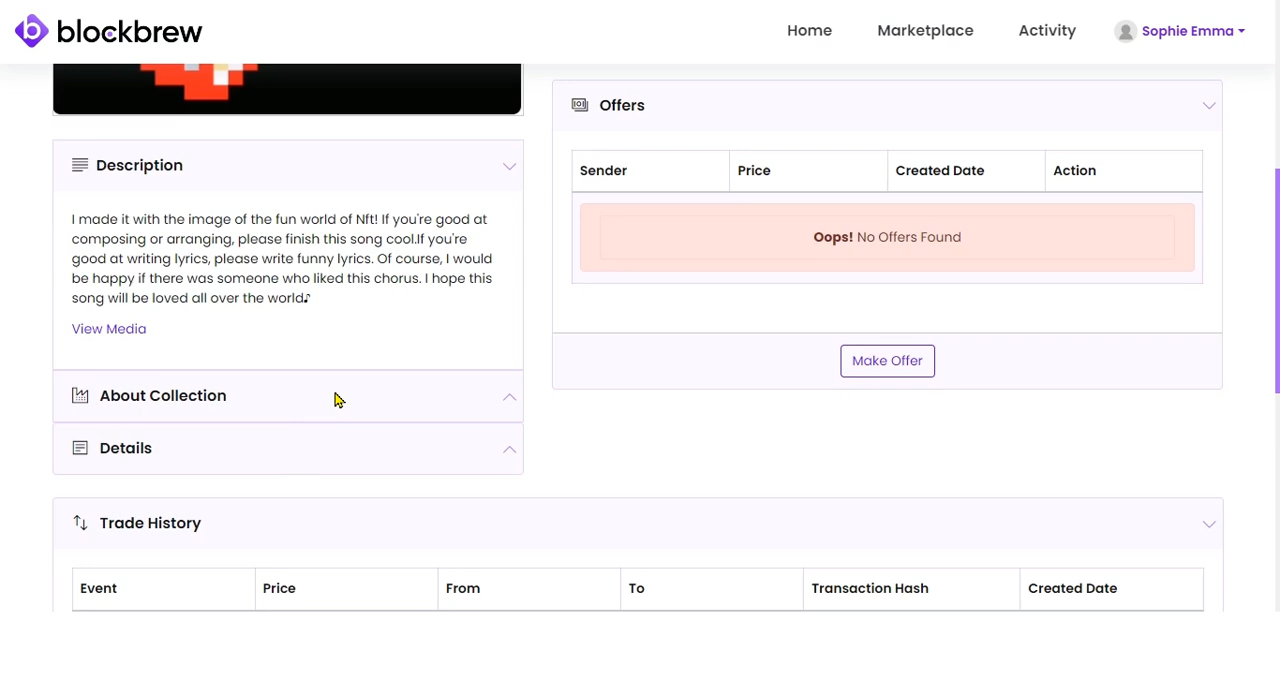 blockbrew
Home Marketplace Activity Sophie Emma
Description
I made it with the image of the fun world of Nft! If you're good at
composing or arranging, please finish this song cool.If you're
good at writing lyrics, please write funny lyrics. Of course, I would
be happy if there was someone who liked this chorus. I hope this
song will be loved all over the world♪
View Media
About Collection
Details
Offers
Sender Price Created Date Action
Oops! No Offers Found
Make Offer
Trade History
Event Price From To Transaction Hash Created Date